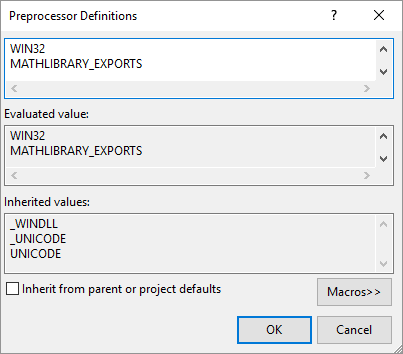 Preprocessor Definitions
?
WIN32
MATHLIBRARY_EXPORTS
Evaluated value:
WIN32
MATHLIBRARY_EXPORTS
Inherited values:
_WINDLL
_UNICODE
UNICODE
Inherit from parent or project defaults
Macros>>
OK Cancel